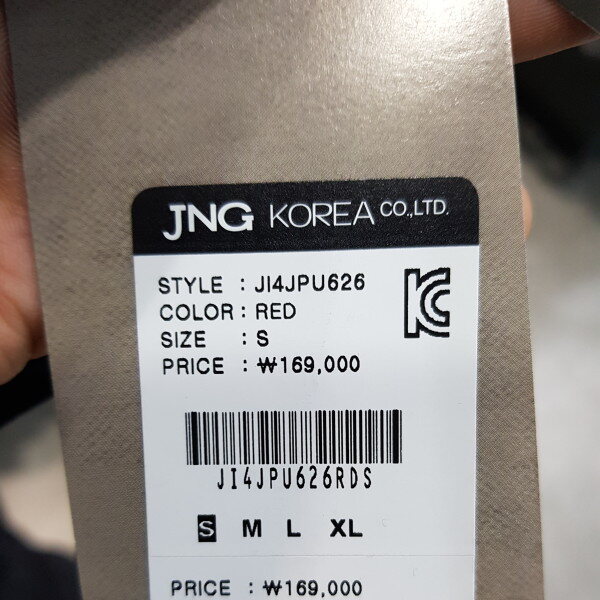 JNG KOREA CO.,LTD.
STYLE : JI4JPU626
COLOR : RED
SIZE : S
PRICE : ₩169,000
JI4JPU626RDS
S M L XL
PRICE : ₩169,000